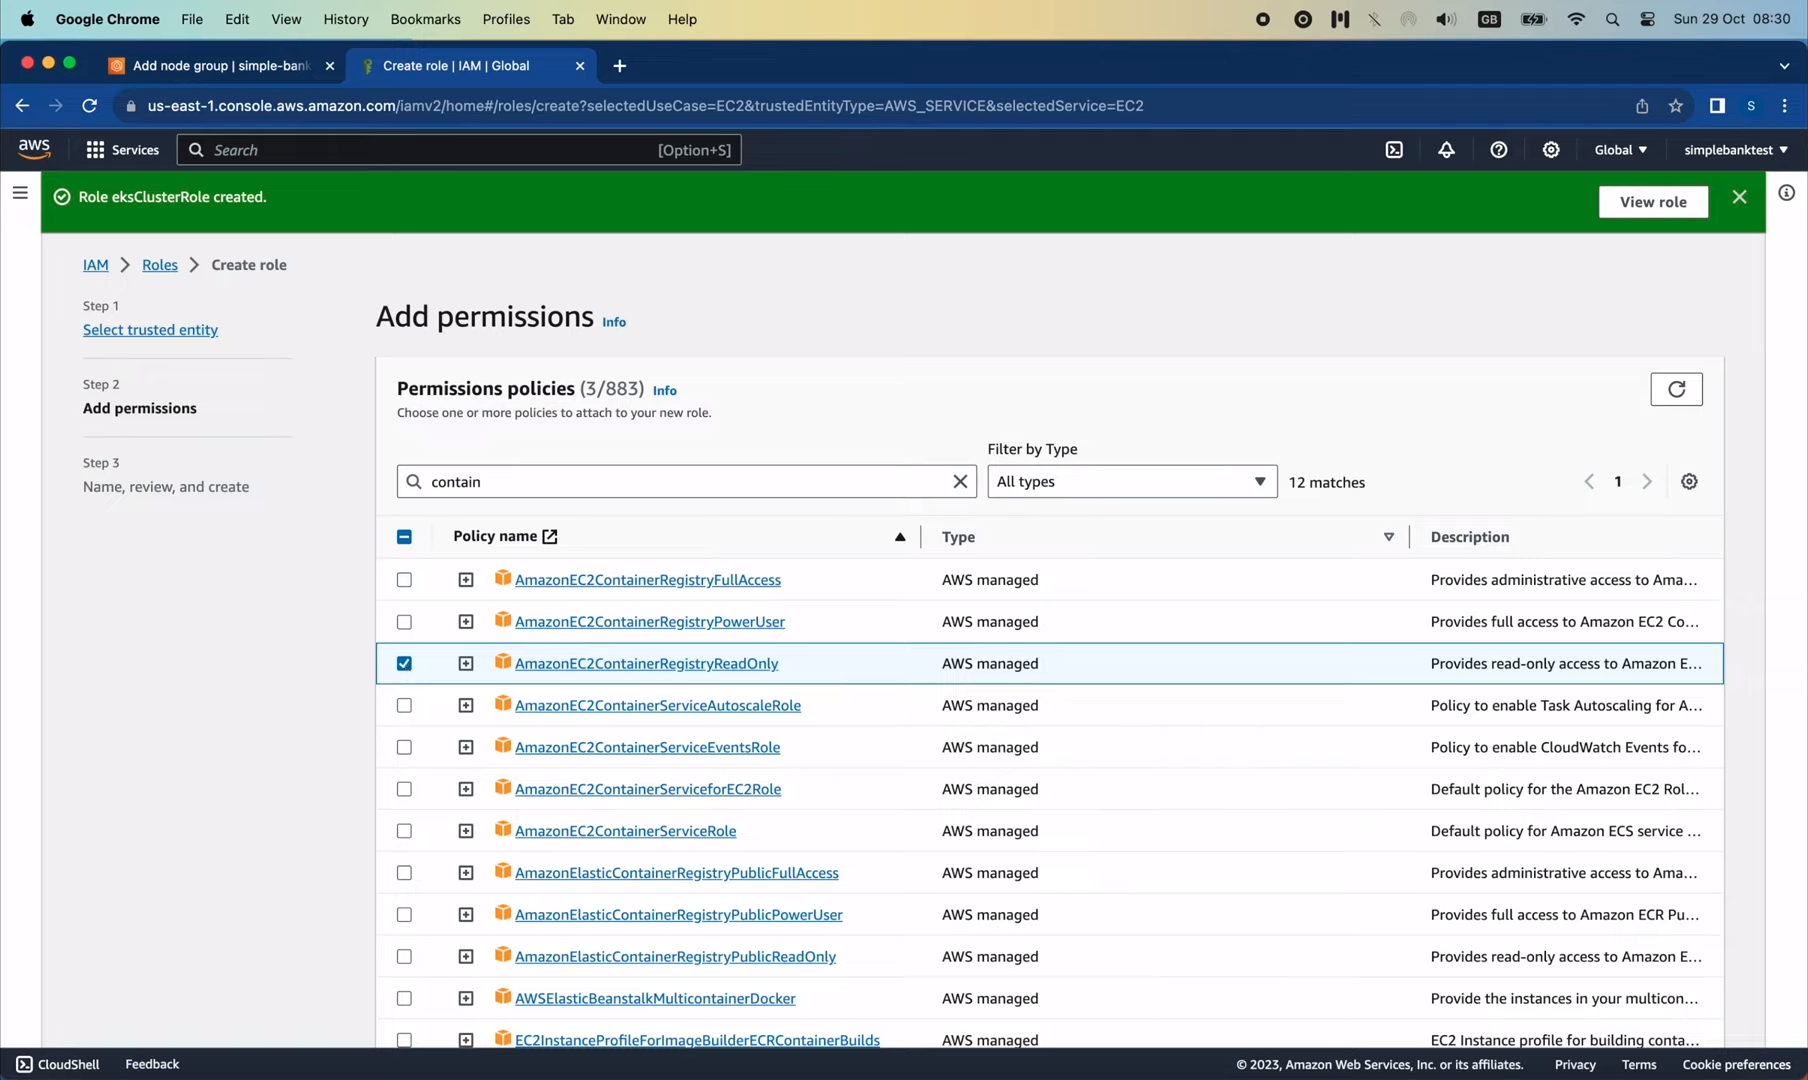 Google Chrome File Edit View History Bookmarks Profiles Tab Window Help GB Sun 29 Oct 08:30
Add node group | simple-bank Create role | IAM | Global
us-east-1.console.aws.amazon.com/iamv2/home#/roles/create?selectedUseCase=EC2&trustedEntityType=AWS_SERVICE&selectedService=EC2 S
aws Services Search [Option+S] Global simplebanktest
Role eksClusterRole created. View role
IAM Roles Create role
Step 1
Select trusted entity
Step 2
Add permissions
Step 3
Name, review, and create
Add permissions Info
Permissions policies (3/883) Info
Choose one or more policies to attach to your new role.
Filter by Type
contain All types 12 matches 1
Policy name Type Description
AmazonEC2ContainerRegistryFullAccess AWS managed Provides administrative access to Ama...
AmazonEC2ContainerRegistryPowerUser AWS managed Provides full access to Amazon EC2 Co...
AmazonEC2ContainerRegistryReadOnly AWS managed Provides read-only access to Amazon E...
AmazonEC2ContainerServiceAutoscaleRole AWS managed Policy to enable Task Autoscaling for A...
AmazonEC2ContainerServiceEventsRole AWS managed Policy to enable CloudWatch Events fo...
AmazonEC2ContainerServiceforEC2Role AWS managed Default policy for the Amazon EC2 Rol...
AmazonEC2ContainerServiceRole AWS managed Default policy for Amazon ECS service ...
AmazonElasticContainerRegistryPublicFullAccess AWS managed Provides administrative access to Ama...
AmazonElasticContainerRegistryPublicPowerUser AWS managed Provides full access to Amazon ECR Pu...
AmazonElasticContainerRegistryPublicReadOnly AWS managed Provides read-only access to Amazon E...
AWSElasticBeanstalkMulticontainerDocker AWS managed Provide the instances in your multicon...
EC2InstanceProfileForImageBuilderECRContainerBuilds AWS managed EC2 Instance profile for building conta...
CloudShell Feedback © 2023, Amazon Web Services, Inc. or its affiliates. Privacy Terms Cookie preferences